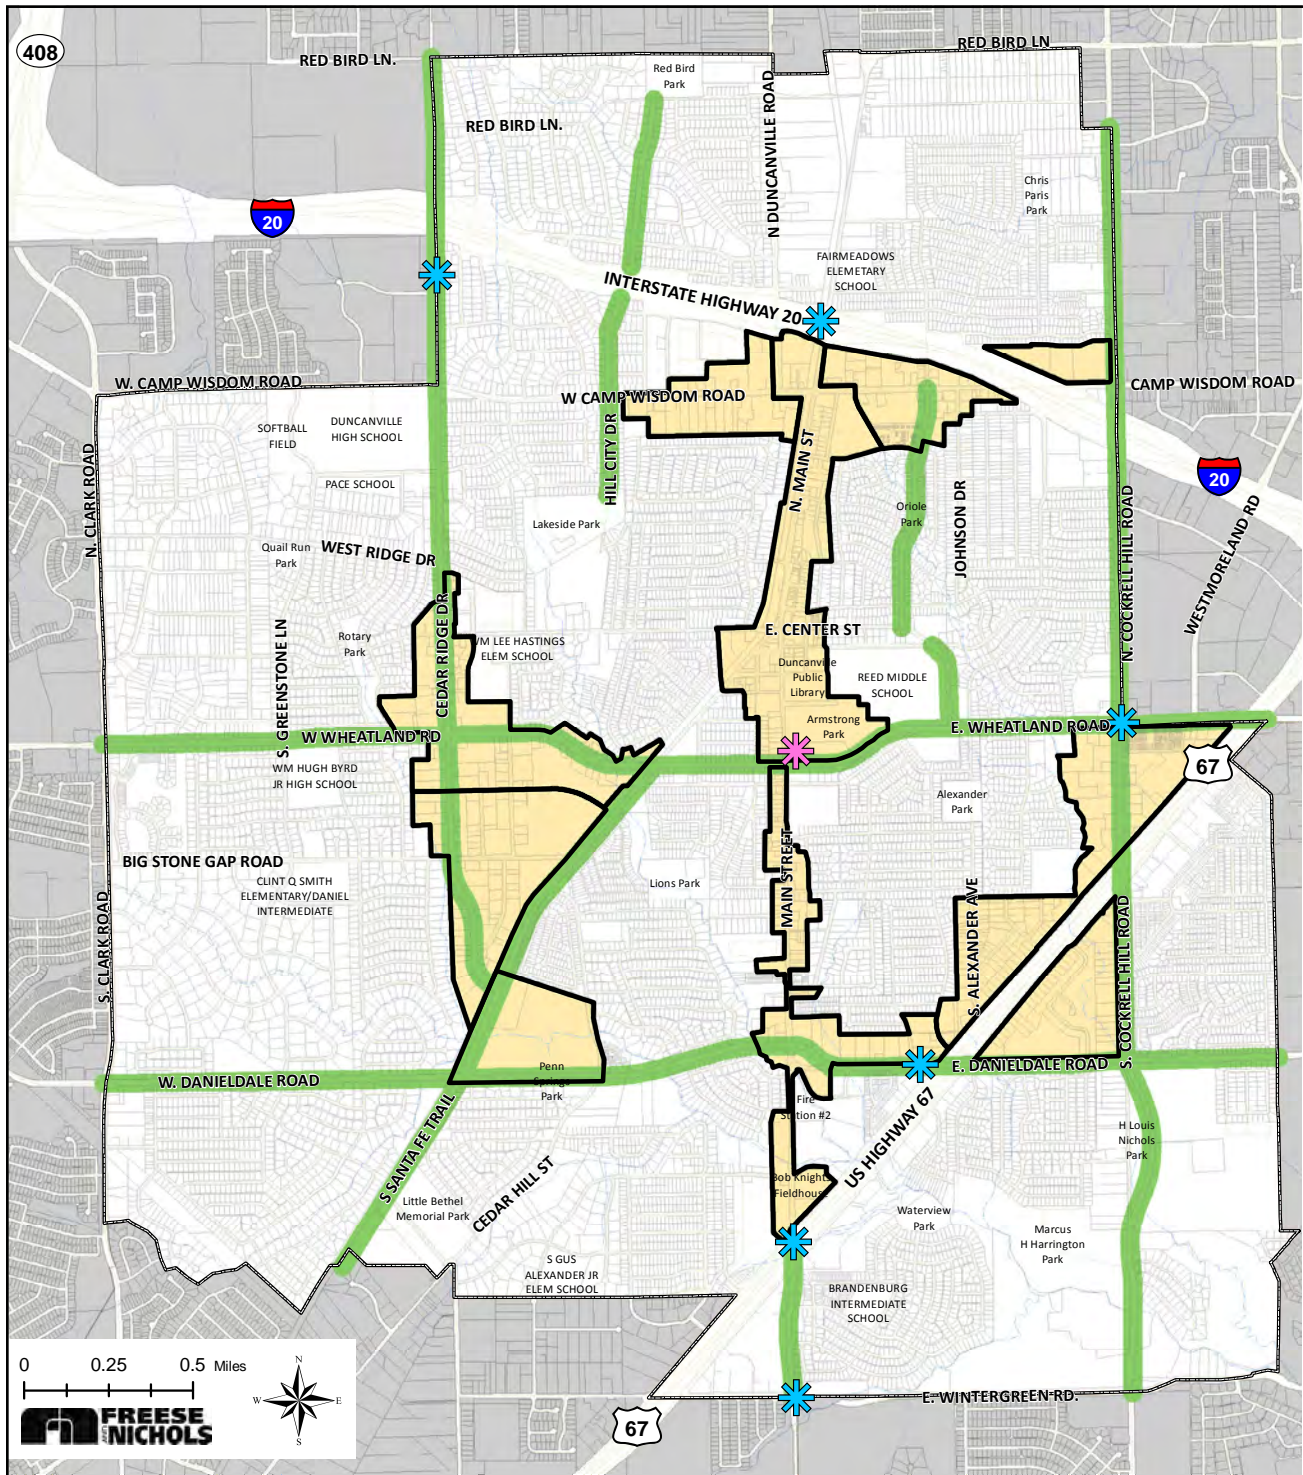 408
RED BIRD LN.
RED BIRD LN
Red Bird
Park
RED BIRD LN.
N DUNCANVILLE ROAD
Chris
Paris
Park
20
FAIRMEADOWS
ELEMETARY
SCHOOL
INTERSTATE HIGHWAY 20
W. CAMP WISDOM ROAD
W CAMP WISDOM ROAD
CAMP WISDOM ROAD
SOFTBALL
FIELD
DUNCANVILLE
HIGH SCHOOL
HILL CITY DR
N. MAIN ST
20
N. CLARK ROAD
PACE SCHOOL
Lakeside Park
Oriole
Park
JOHNSON DR
N. COCKRELL HILL ROAD
WESTMORELAND RD
Quail Run
Park
WEST RIDGE DR
S. GREENSTONE LN
Rotary
Park
CEDAR RIDGE DR
WM LEE HASTINGS
ELEM SCHOOL
E. CENTER ST
Duncanville
Public
Library
REED MIDDLE
SCHOOL
Armstrong
Park
W WHEATLAND RD
E. WHEATLAND ROAD
WM HUGH BYRD
JR HIGH SCHOOL
67
Alexander
Park
BIG STONE GAP ROAD
CLINT Q SMITH
ELEMENTARY/DANIEL
INTERMEDIATE
Lions Park
MAIN STREET
S. ALEXANDER AVE
S. CLARK ROAD
S. COCKRELL HILL ROAD
W. DANIELDALE ROAD
Penn
Springs
Park
E. DANIELDALE ROAD
Fire
Station #2
US HIGHWAY 67
H Louis
Nichols
Park
S SANTA FE TRAIL
Little Bethel
Memorial Park
CEDAR HILL ST
Bob Knight's
Fieldhouse
Waterview
Park
Marcus
H Harrington
Park
S GUS
ALEXANDER JR
ELEM SCHOOL
BRANDENBURG
INTERMEDIATE
SCHOOL
E. WINTERGREEN RD.
67
0 0.25 0.5 Miles
N
W E
S
FREESE
AND NICHOLS